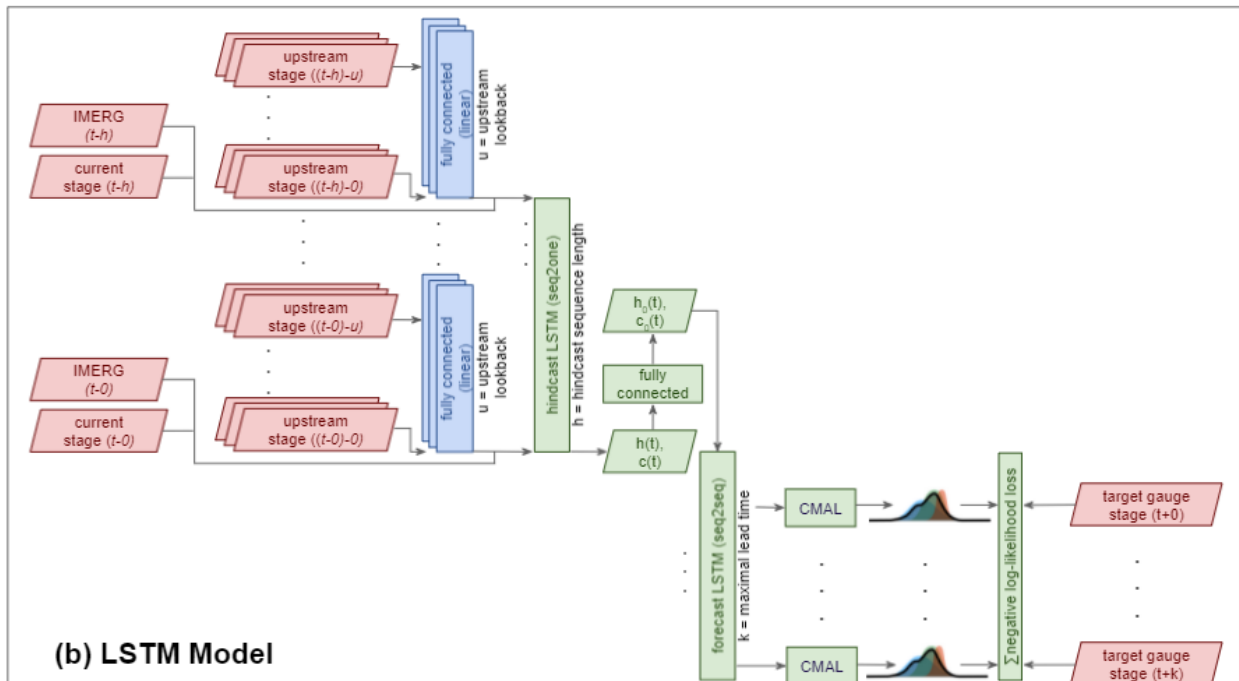 upstream
stage ((t-h)-u)
IMERG
(t-h)
current
stage (t-h)
upstream
stage ((t-h)-0)
fully connected
(linear)
u = upstream
lookback
upstream
stage ((t-0)-u)
IMERG
(t-0)
current
stage (t-0)
upstream
stage ((t-0)-0)
fully connected
(linear)
u = upstream
lookback
hindcast LSTM (seq2one)
h = hindcast sequence length
h₀(t),
c₀(t)
fully
connected
h(t),
c(t)
forecast LSTM (seq2seq)
k = maximal lead time
CMAL
CMAL
∑negative log-likelihood loss
target gauge
stage (t+0)
target gauge
stage (t+k)
(b) LSTM Model